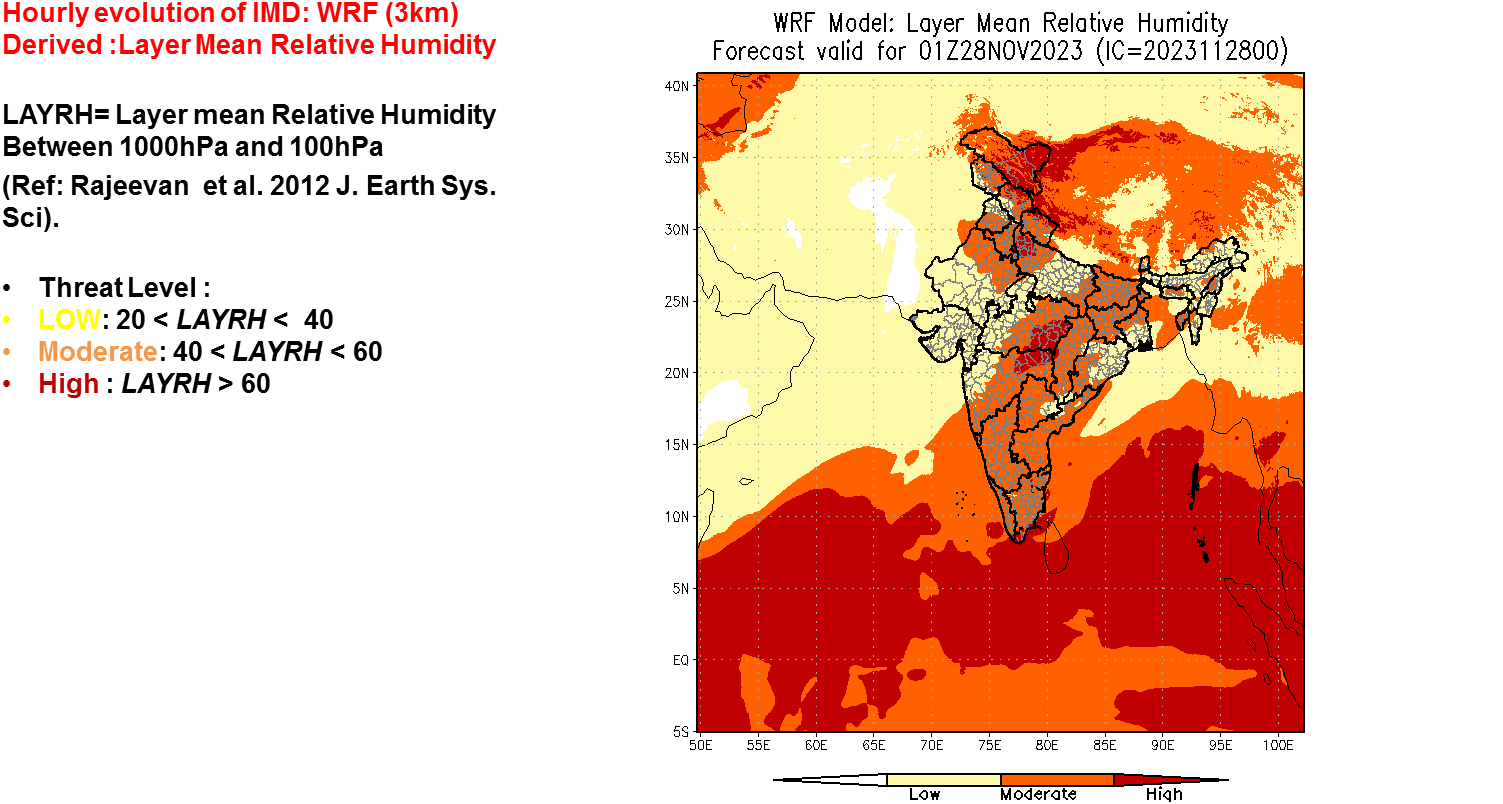 Hourly evolution of IMD: WRF (3km)
Derived :Layer Mean Relative Humidity
LAYRH= Layer mean Relative Humidity
Between 1000hPa and 100hPa
(Ref: Rajeevan et al. 2012 J. Earth Sys.
Sci).
• Threat Level :
• LOW: 20 < LAYRH < 40
• Moderate: 40 < LAYRH < 60
• High : LAYRH > 60
WRF Model: Layer Mean Relative Humidity
Forecast valid for 01Z28NOV2023 (IC=2023112800)
40N
35N
30N
25N
20N
15N
10N
5N
EQ
5S
50E 55E 60E 65E 70E 75E 80E 85E 90E 95E 100E
Low Moderate High